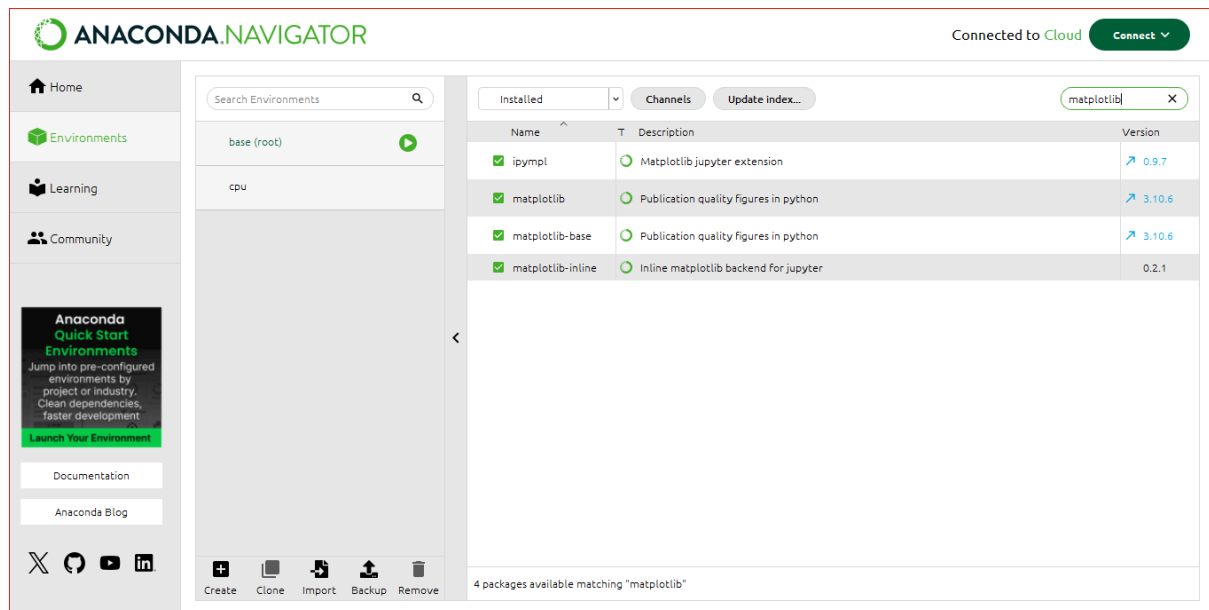 ANACONDA.NAVIGATOR
Connected to Cloud
Connect
Home
Environments
Learning
Community
Anaconda
Quick Start
Environments
Jump into pre-configured
environments by
project or industry.
Clean dependencies,
faster development
Launch Your Environment
Documentation
Anaconda Blog
Search Environments
base (root)
cpu
Create Clone Import Backup Remove
Installed Channels Update index... matplotlib
Name T Description Version
ipympl Matplotlib jupyter extension 0.9.7
matplotlib Publication quality figures in python 3.10.6
matplotlib-base Publication quality figures in python 3.10.6
matplotlib-inline Inline matplotlib backend for jupyter 0.2.1
4 packages available matching "matplotlib"